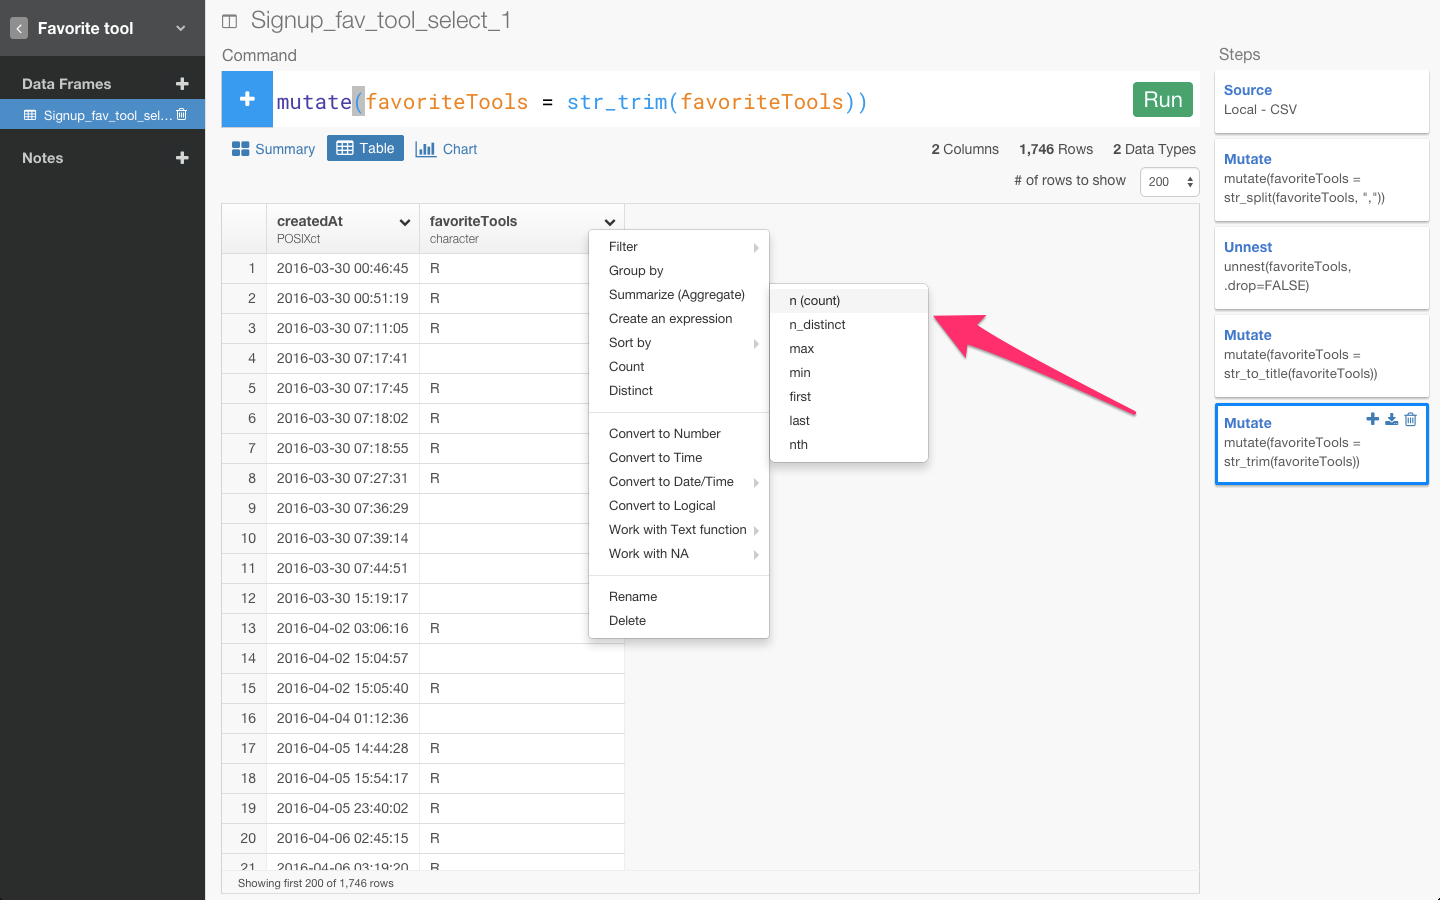 Favorite tool
Data Frames
Signup_fav_tool_sel...
Notes
Signup_fav_tool_select_1
Command
mutate(favoriteTools = str_trim(favoriteTools))
Run
Summary
Table
Chart
2 Columns 1,746 Rows 2 Data Types
# of rows to show 200
createdAt
POSIXct
favoriteTools
character
1 2016-03-30 00:46:45 R
2 2016-03-30 00:51:19 R
3 2016-03-30 07:11:05 R
4 2016-03-30 07:17:41
5 2016-03-30 07:17:45 R
6 2016-03-30 07:18:02 R
7 2016-03-30 07:18:55 R
8 2016-03-30 07:27:31 R
9 2016-03-30 07:36:29
10 2016-03-30 07:39:14
11 2016-03-30 07:44:51
12 2016-03-30 15:19:17
13 2016-04-02 03:06:16 R
14 2016-04-02 15:04:57
15 2016-04-02 15:05:40 R
16 2016-04-04 01:12:36
17 2016-04-05 14:44:28 R
18 2016-04-05 15:54:17 R
19 2016-04-05 23:40:02 R
20 2016-04-06 02:45:15 R
21 2016-04-06 03:19:20 R
Showing first 200 of 1,746 rows
Filter
Group by
Summarize (Aggregate)
Create an expression
Sort by
Count
Distinct
Convert to Number
Convert to Time
Convert to Date/Time
Convert to Logical
Work with Text function
Work with NA
Rename
Delete
n (count)
n_distinct
max
min
first
last
nth
Steps
Source
Local - CSV
Mutate
mutate(favoriteTools =
str_split(favoriteTools, ","))
Unnest
unnest(favoriteTools,
.drop=FALSE)
Mutate
mutate(favoriteTools =
str_to_title(favoriteTools))
Mutate
mutate(favoriteTools =
str_trim(favoriteTools))